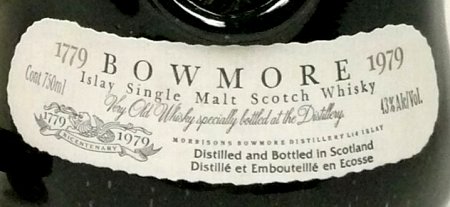 1779 BOWMORE 1979
Cont 750ml Islay Single Malt Scotch Whisky 43% Alc/Vol.
Very Old Whisky specially bottled at the Distillery.
1779 1979
BICENTENARY
MORRISONS BOWMORE DISTILLERY ISLAY
Distilled and Bottled in Scotland
Distillé et Embouteillé en Ecosse